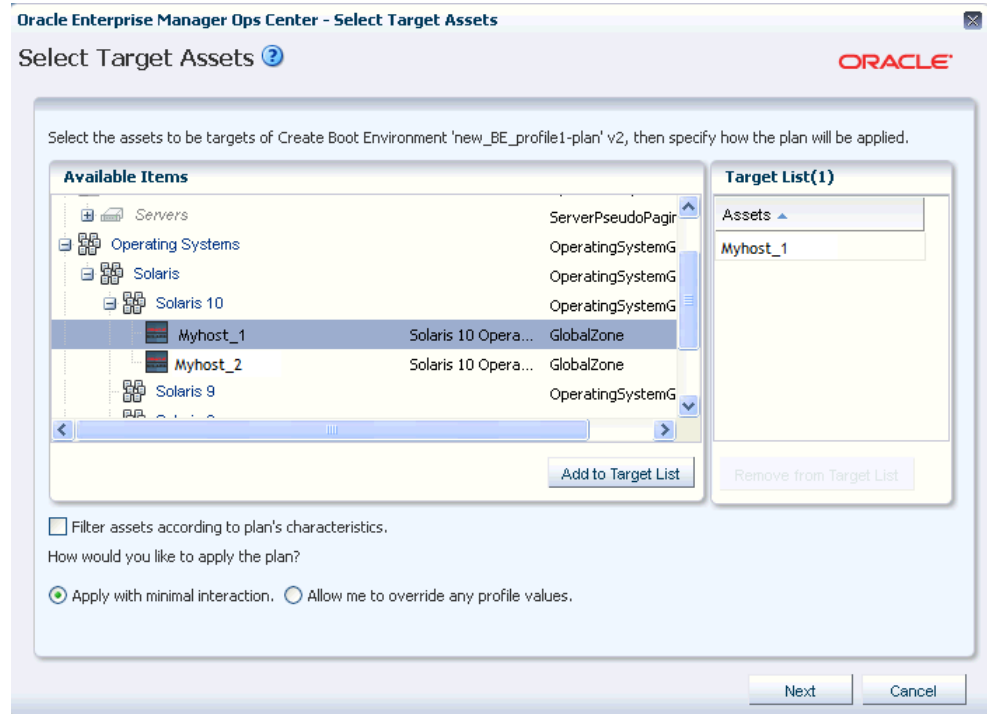 Oracle Enterprise Manager Ops Center - Select Target Assets
Select Target Assets ?
ORACLE
Select the assets to be targets of Create Boot Environment 'new_BE_profile1-plan' v2, then specify how the plan will be applied.
Available Items
Target List(1)
Servers ServerPseudoPagin
Assets
Operating Systems OperatingSystemG
Myhost_1
Solaris OperatingSystemG
Solaris 10 OperatingSystemG
Myhost_1 Solaris 10 Opera... GlobalZone
Myhost_2 Solaris 10 Opera... GlobalZone
Solaris 9 OperatingSystemG
Add to Target List
Remove from Target List
Filter assets according to plan's characteristics.
How would you like to apply the plan?
Apply with minimal interaction. Allow me to override any profile values.
Next Cancel